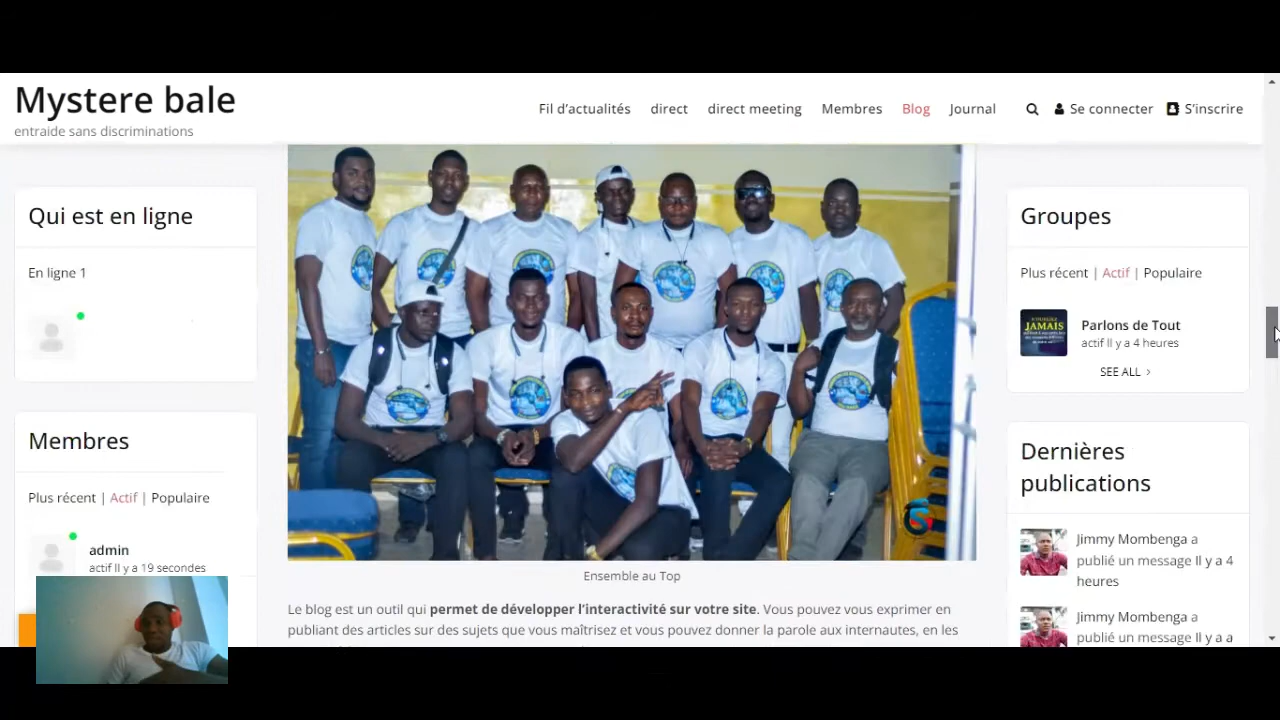 Mystere bale
entraide sans discriminations
Fil d’actualités direct direct meeting Membres Blog Journal Se connecter S’inscrire
Qui est en ligne
En ligne 1
Membres
Plus récent | Actif | Populaire
admin
actif Il y a 19 secondes
Ensemble au Top
Le blog est un outil qui permet de développer l’interactivité sur votre site. Vous pouvez vous exprimer en
publiant des articles sur des sujets que vous maîtrisez et vous pouvez donner la parole aux internautes, en les
Groupes
Plus récent | Actif | Populaire
JAMAIS
Parlons de Tout
actif Il y a 4 heures
SEE ALL
Dernières
publications
Jimmy Mombenga a
publié un message Il y a 4
heures
Jimmy Mombenga a
publié un message Il y a a